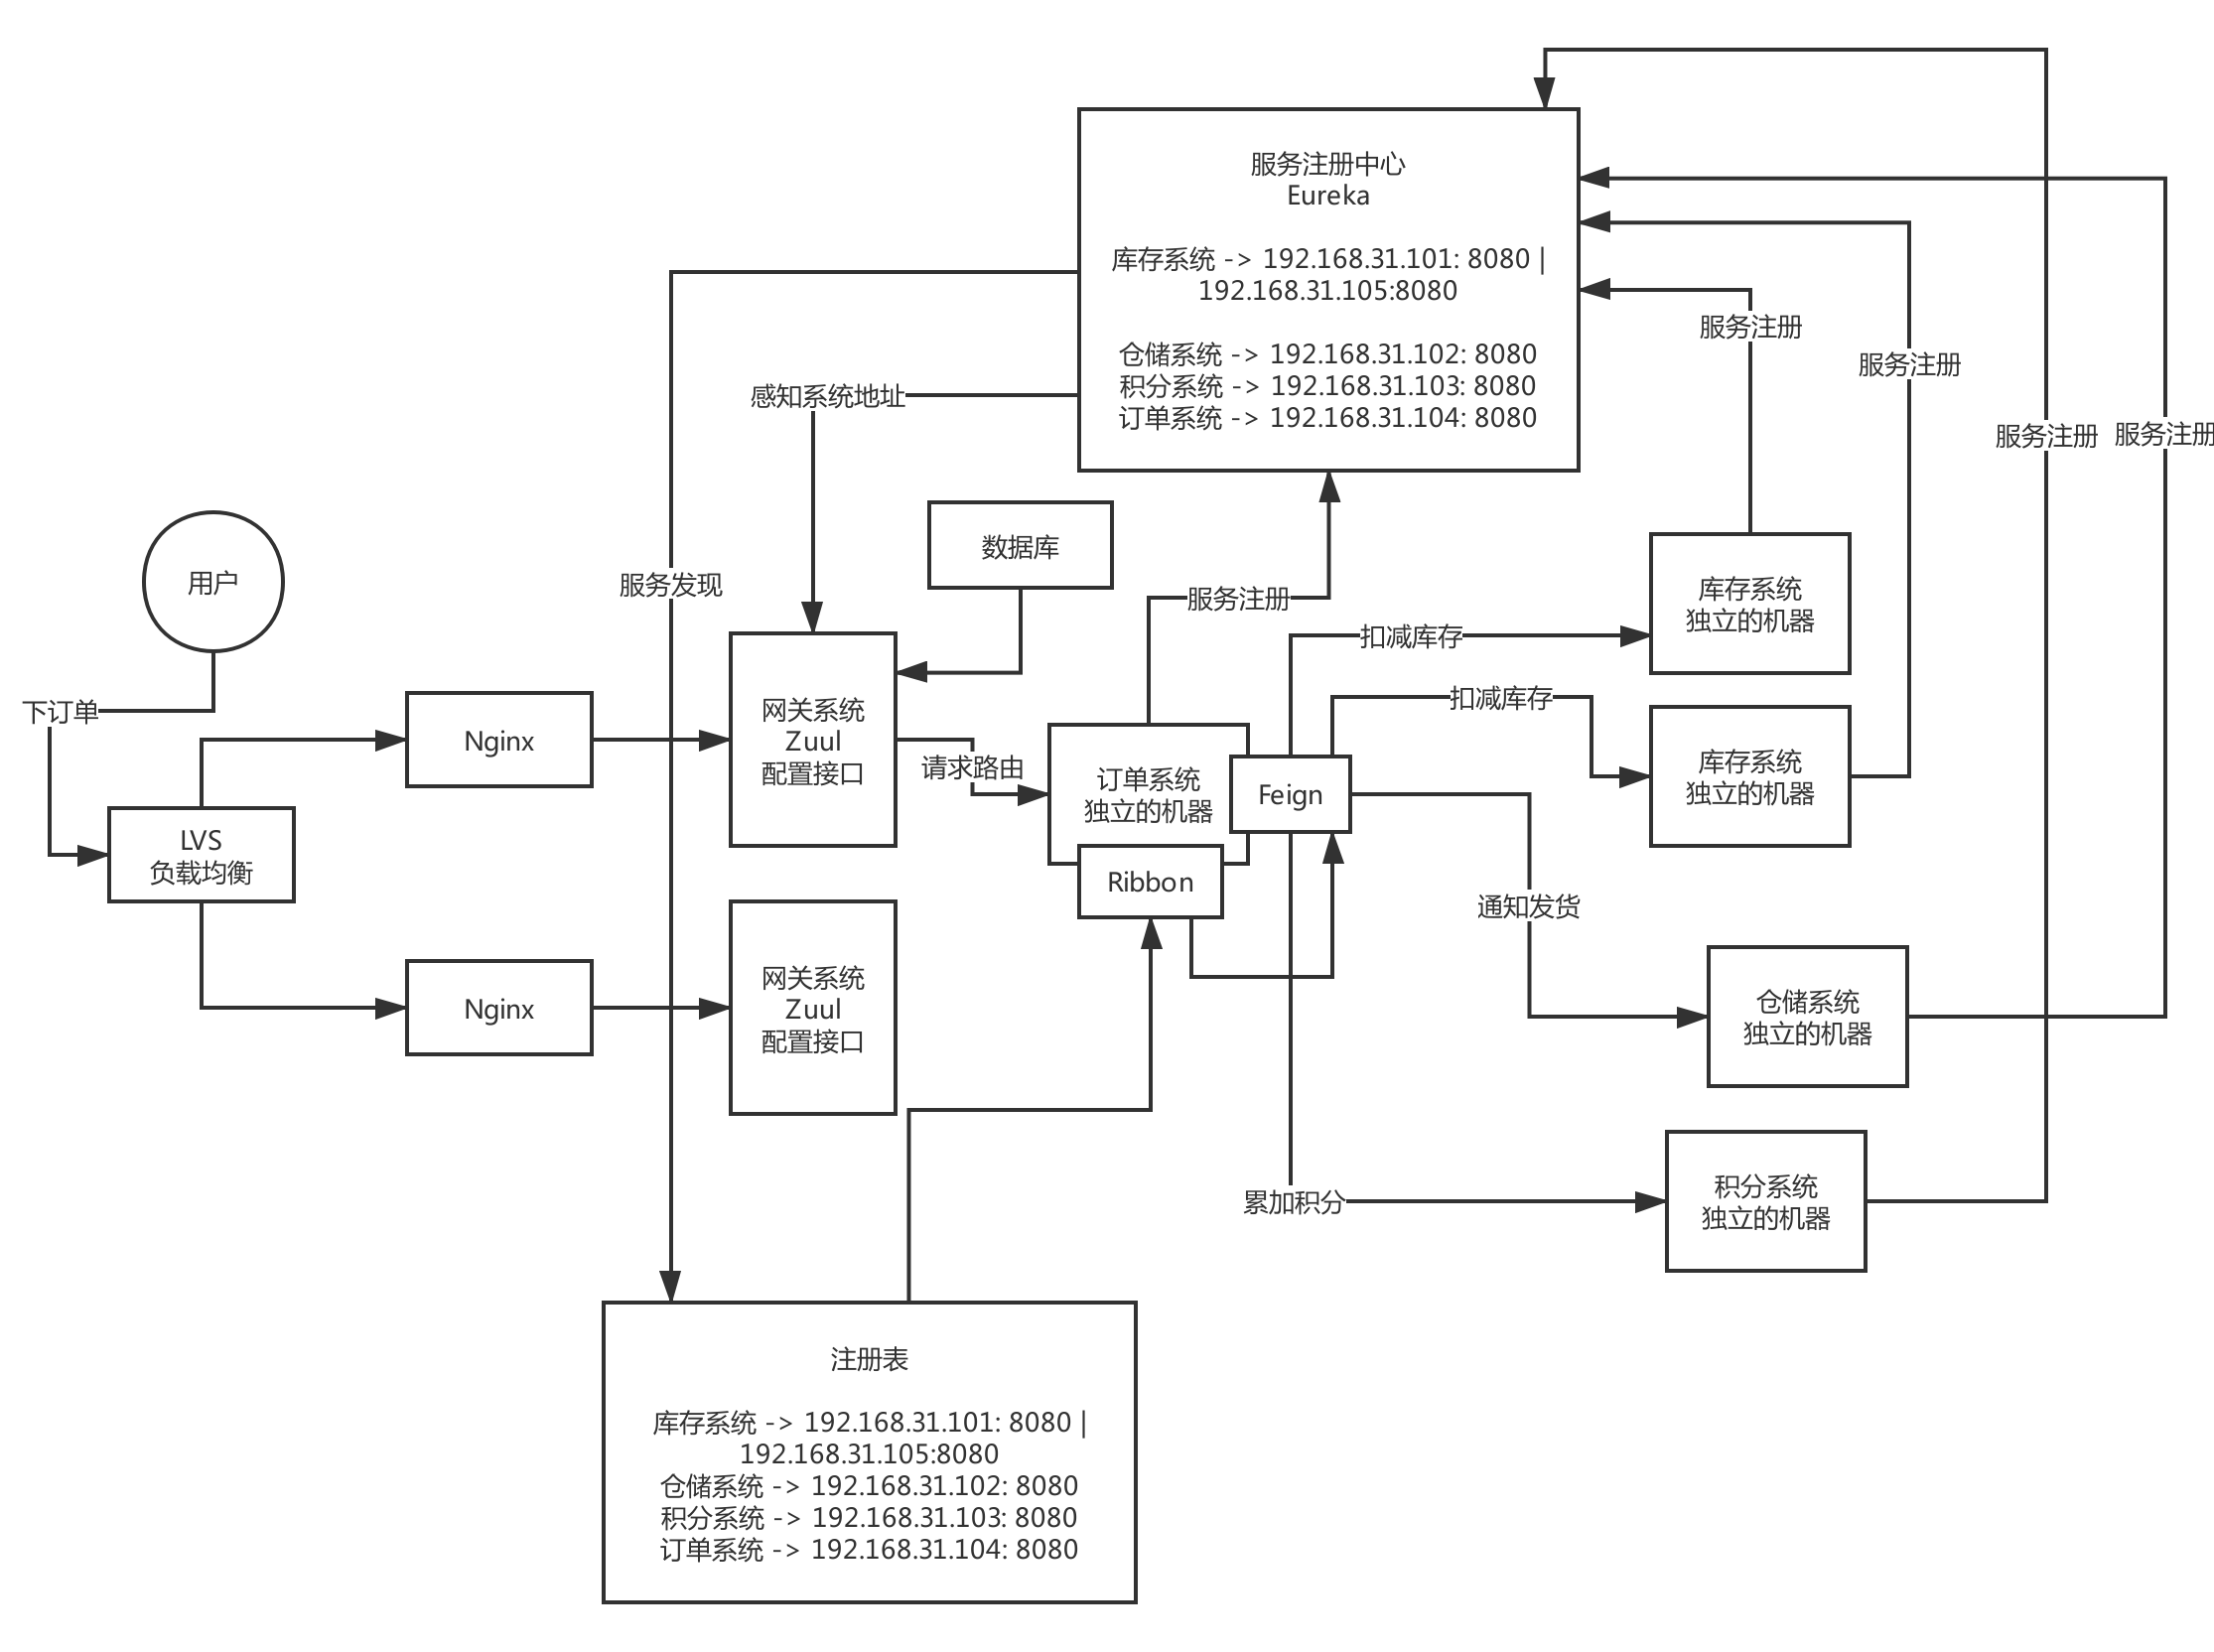 服务注册中心
Eureka
库存系统 -> 192.168.31.101: 8080 |
192.168.31.105:8080
仓储系统 -> 192.168.31.102: 8080
积分系统 -> 192.168.31.103: 8080
订单系统 -> 192.168.31.104: 8080
服务注册
服务注册
服务注册
服务注册
感知系统地址
数据库
用户
服务发现
服务注册
库存系统
独立的机器
扣减库存
扣减库存
下订单
Nginx
网关系统
Zuul
配置接口
请求路由
订单系统
独立的机器
Feign
库存系统
独立的机器
LVS
负载均衡
Ribbon
通知发货
Nginx
网关系统
Zuul
配置接口
仓储系统
独立的机器
累加积分
积分系统
独立的机器
注册表
库存系统 -> 192.168.31.101: 8080 |
192.168.31.105:8080
仓储系统 -> 192.168.31.102: 8080
积分系统 -> 192.168.31.103: 8080
订单系统 -> 192.168.31.104: 8080